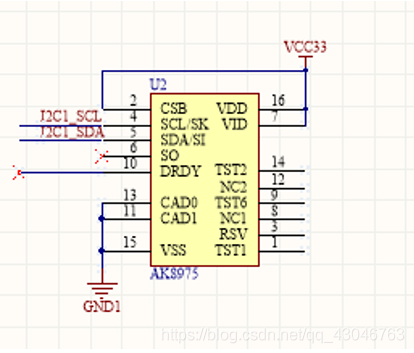 VCC33
U2
2 CSB VDD 16
J2C1_SCL 4 SCL/SK VID 7
J2C1_SDA 5 SDA/SI
6 SO
10 DRDY TST2 14
NC2 12
13 CAD0 TST6 9
11 CAD1 NC1 8
RSV 3
15 VSS TST1 1
AK8975
GND1
https://blog.csdn.net/qq_43046763